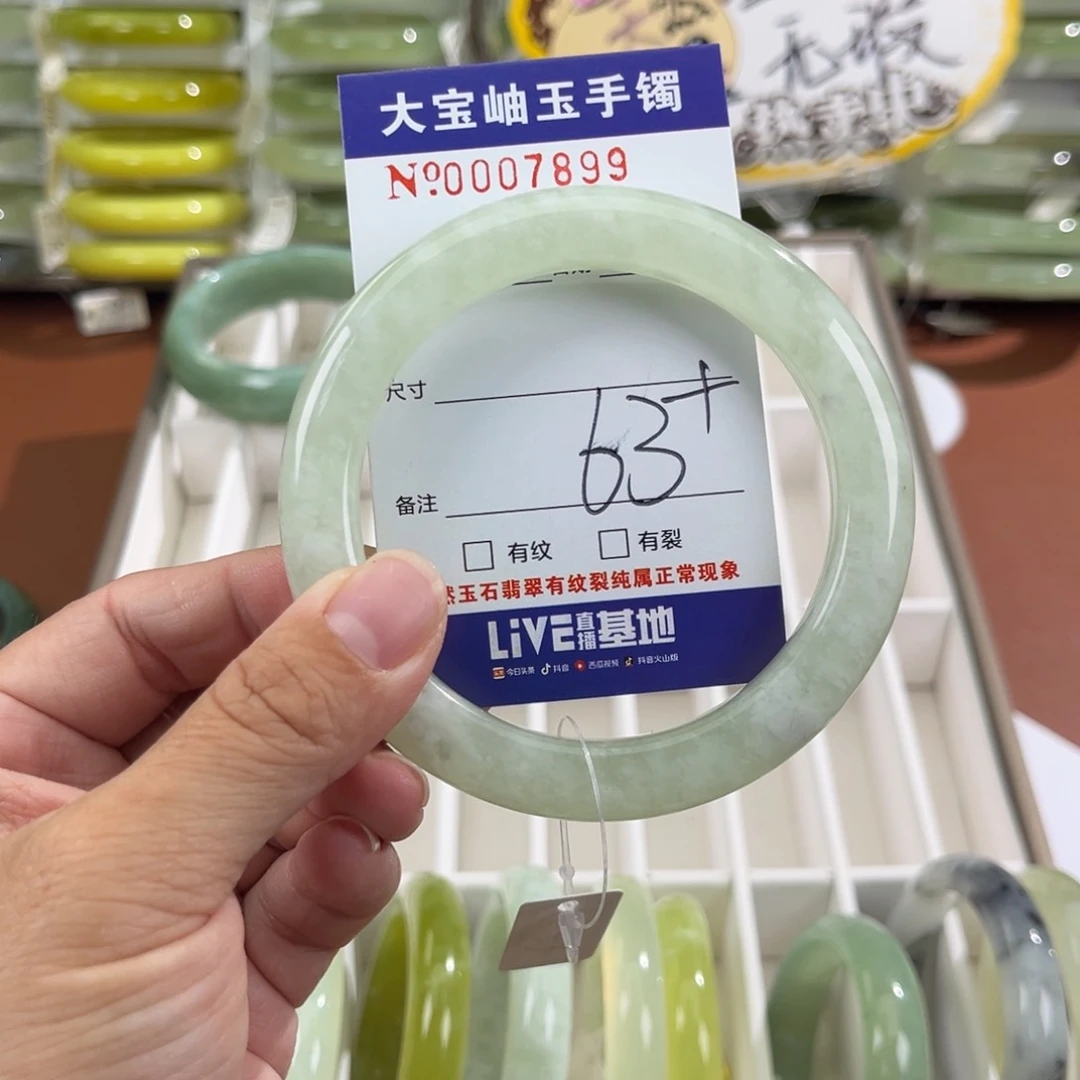 无瑕
大宝岫玉手镯
Nº0007899
尺寸
63+
备注
□ 有纹 □ 有裂
然玉石翡翠有纹裂纯属正常现象
LiVE直播基地
今日头条 抖音 西瓜视频 抖音火山版